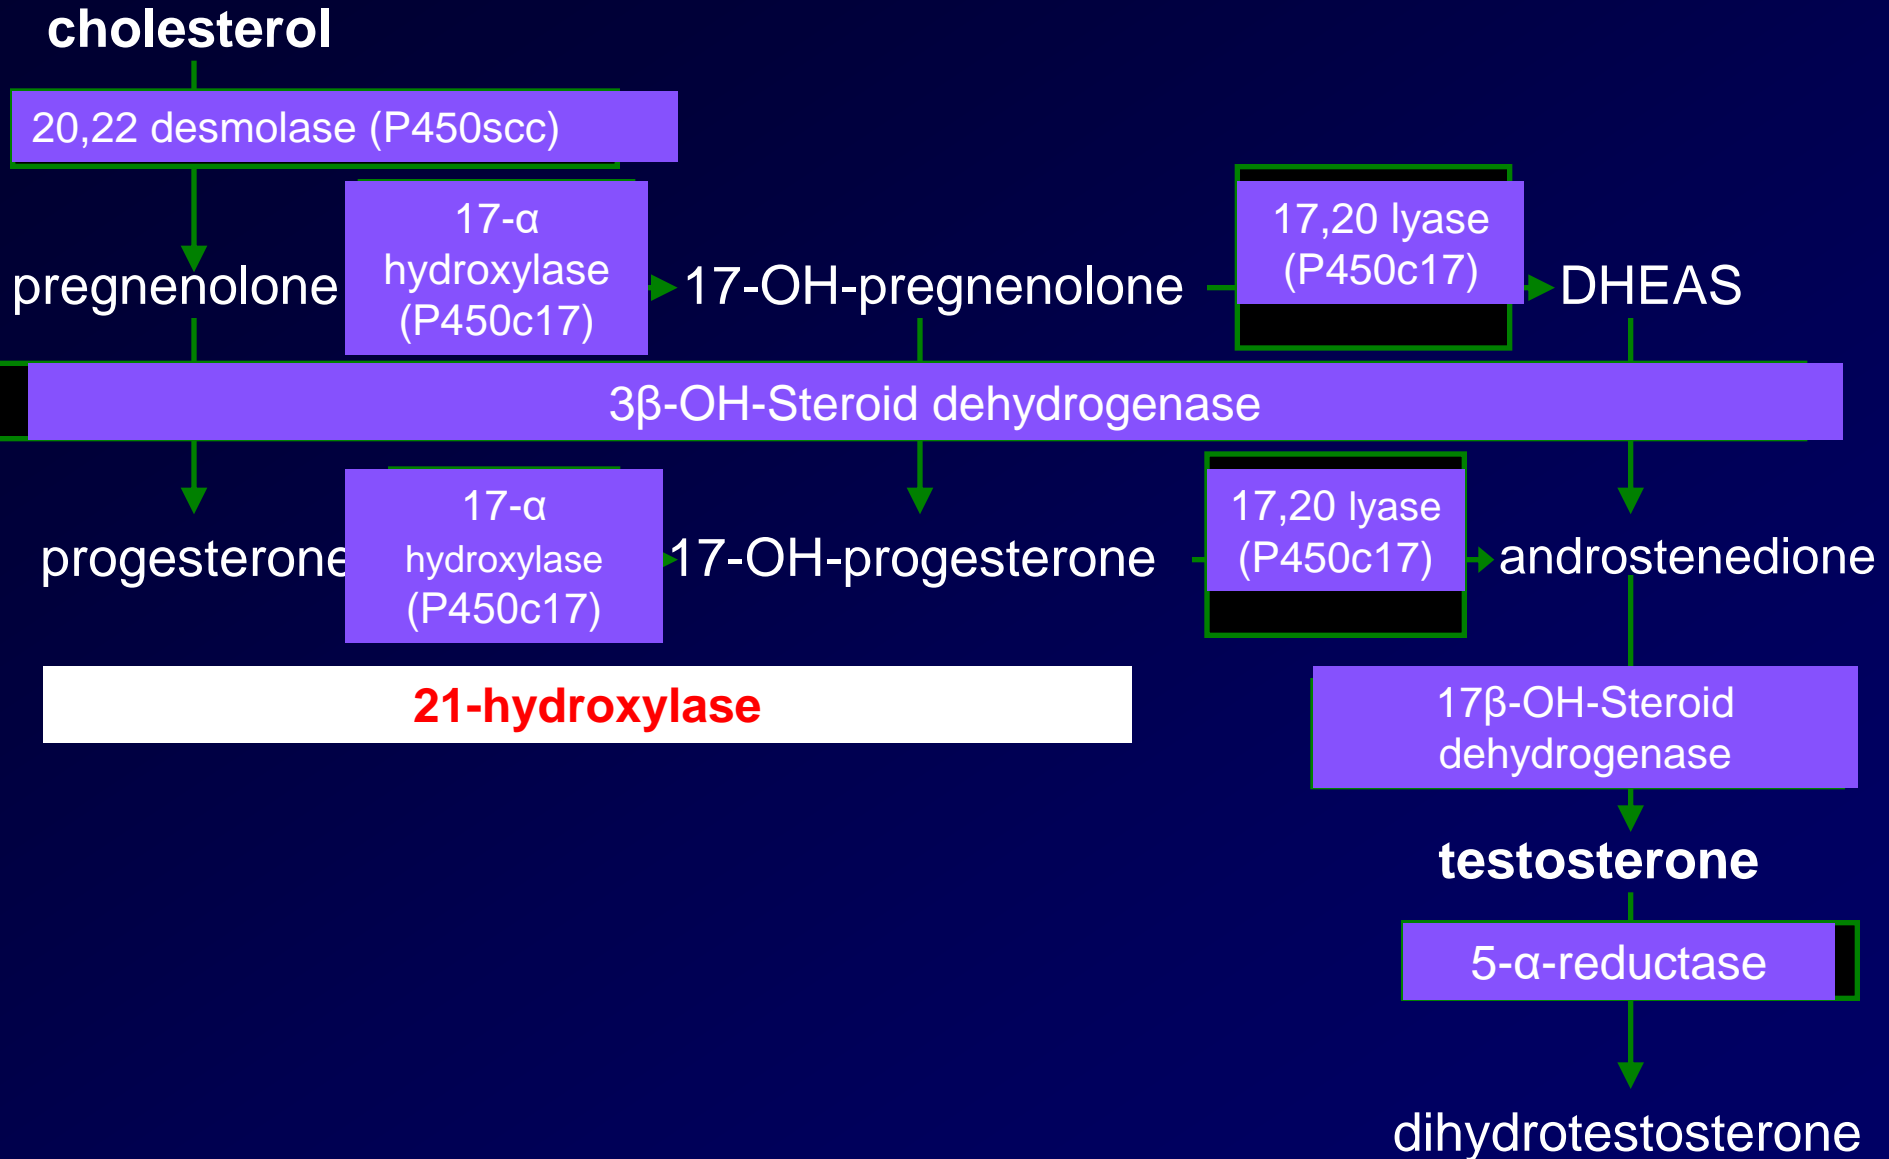 cholesterol
20,22 desmolase (P450scc)
17-α
hydroxylase
(P450c17)
17,20 lyase
(P450c17)
pregnenolone
17-OH-pregnenolone
DHEAS
3β-OH-Steroid dehydrogenase
17-α
hydroxylase
(P450c17)
17,20 lyase
(P450c17)
progesterone
17-OH-progesterone
androstenedione
21-hydroxylase
17β-OH-Steroid
dehydrogenase
testosterone
5-α-reductase
dihydrotestosterone